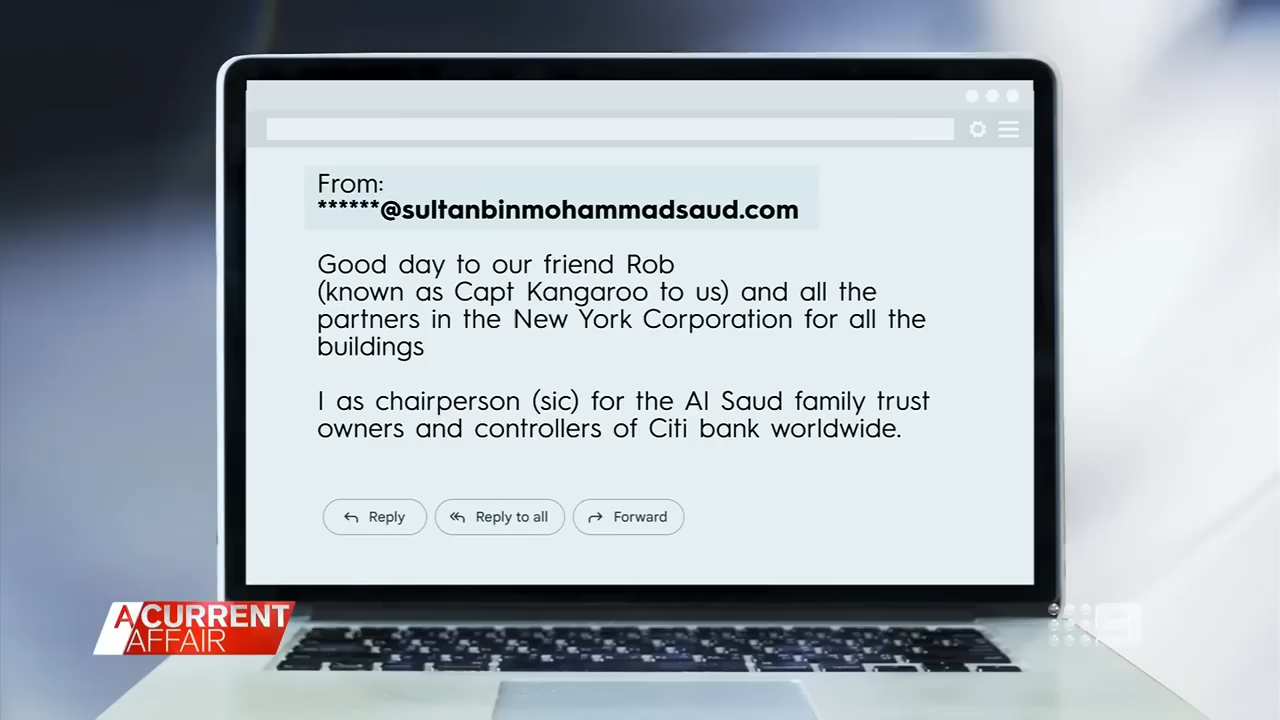 From:
******@sultanbinmohammadsaud.com
Good day to our friend Rob
(known as Capt Kangaroo to us) and all the
partners in the New York Corporation for all the
buildings
I as chairperson (sic) for the Al Saud family trust
owners and controllers of Citi bank worldwide.
Reply
Reply to all
Forward
A CURRENT
AFFAIR
9